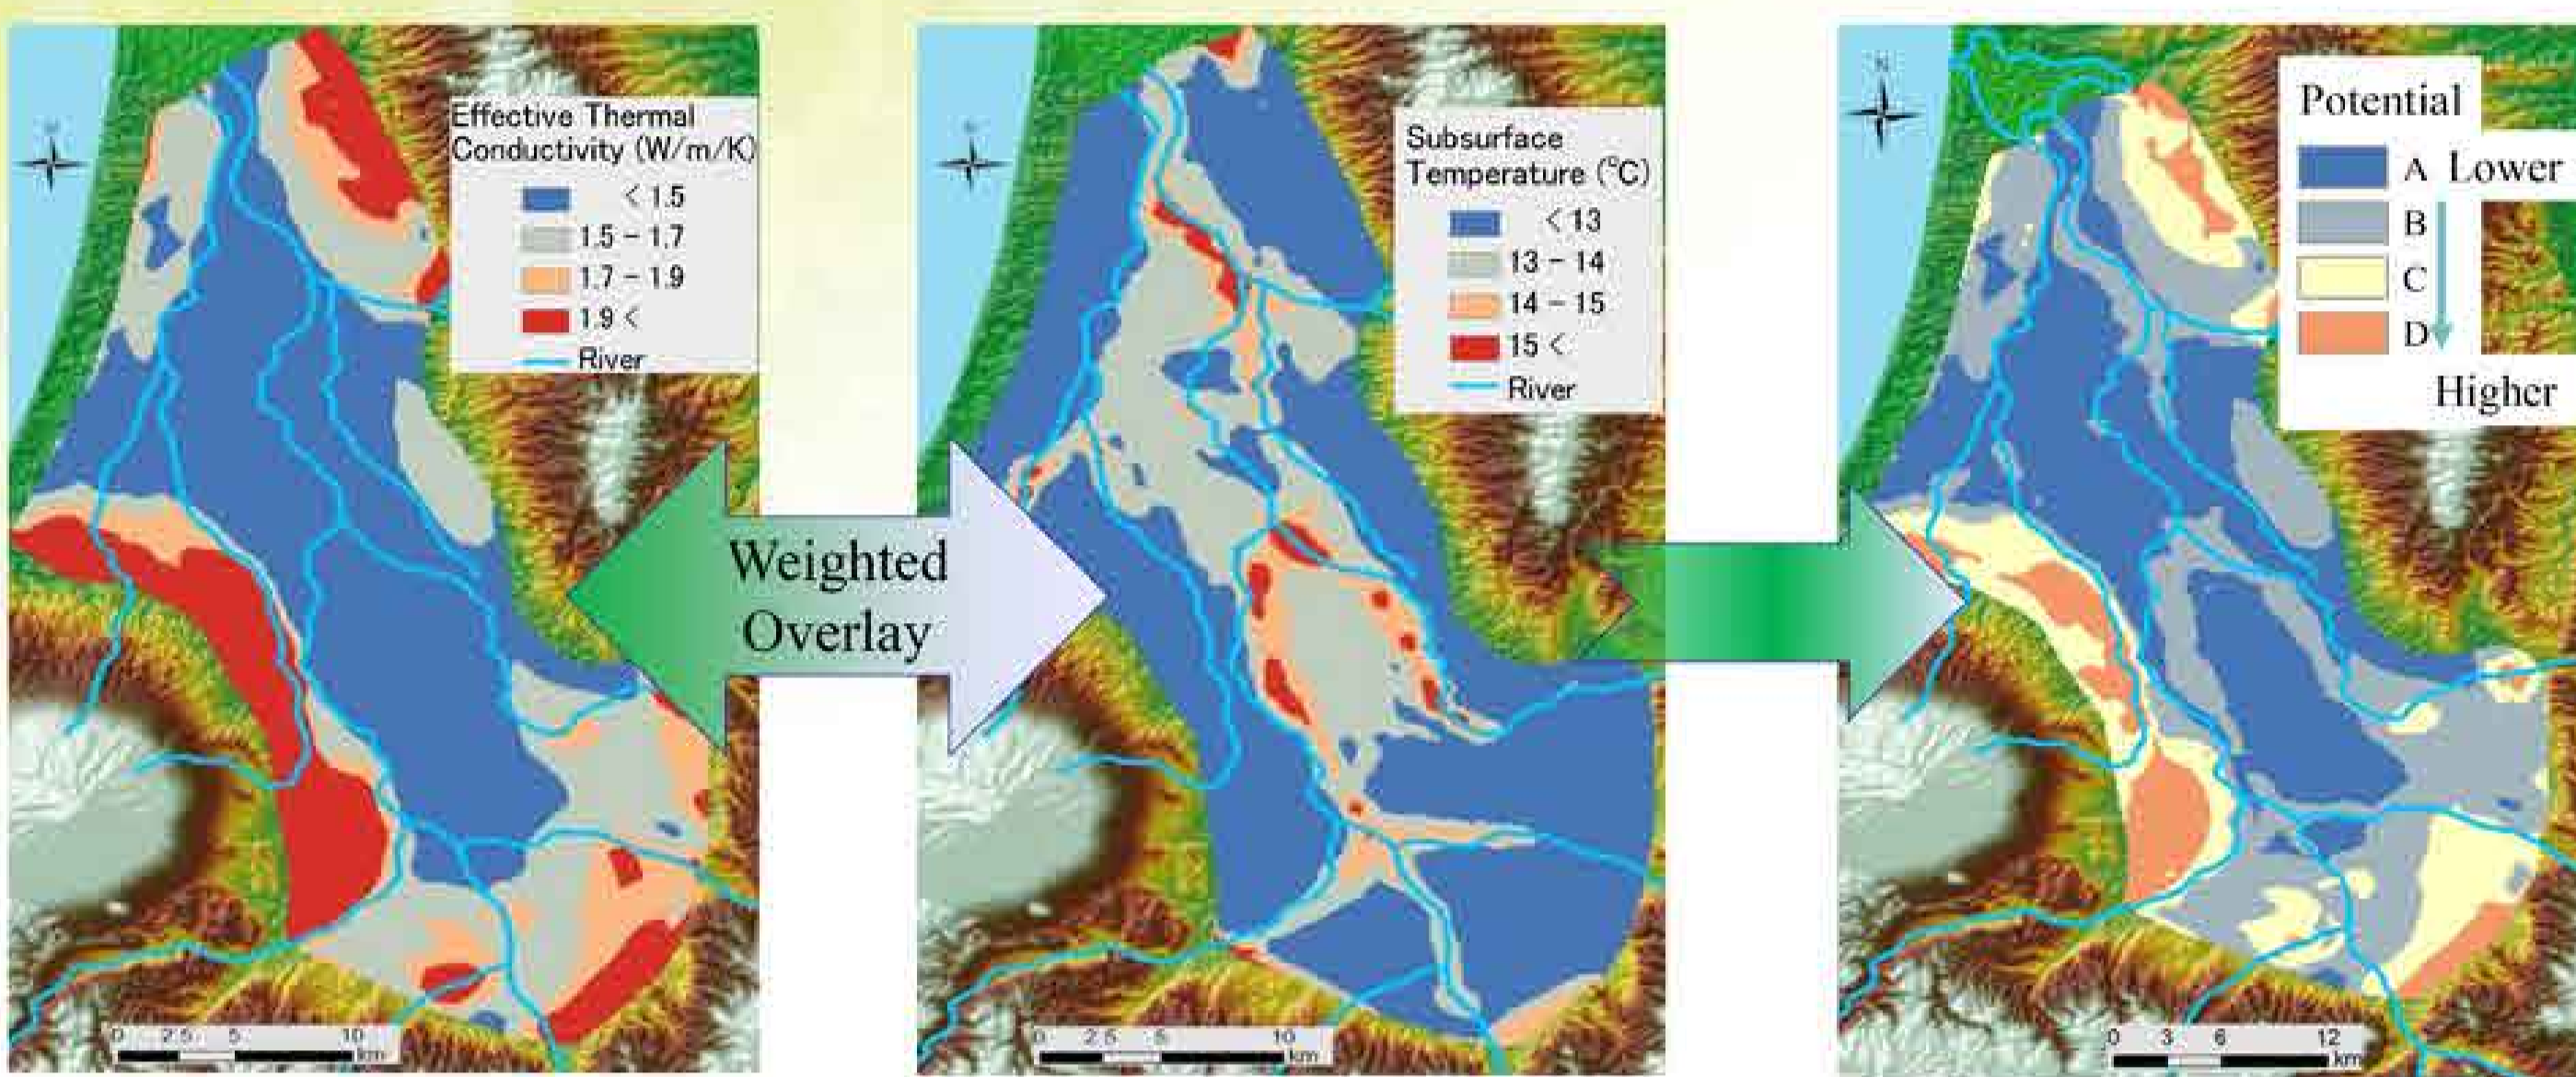 Effective Thermal
Conductivity (W/m/K)
< 1.5
1.5 - 1.7
1.7 - 1.9
1.9 <
River
0 2.5 5 10
km
Weighted
Overlay
Subsurface
Temperature (℃)
< 13
13 - 14
14 - 15
15 <
River
0 2.5 5 10
km
N
Potential
A Lower
B
C
D
Higher
0 3 6 12
km